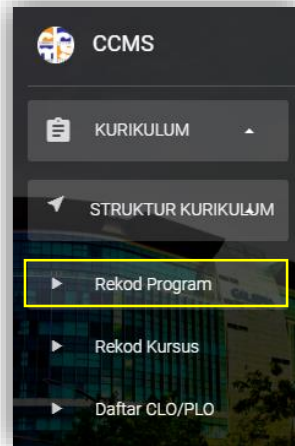 CCMS
KURIKULUM
STRUKTUR KURIKULUM
Rekod Program
Rekod Kursus
Daftar CLO/PLO